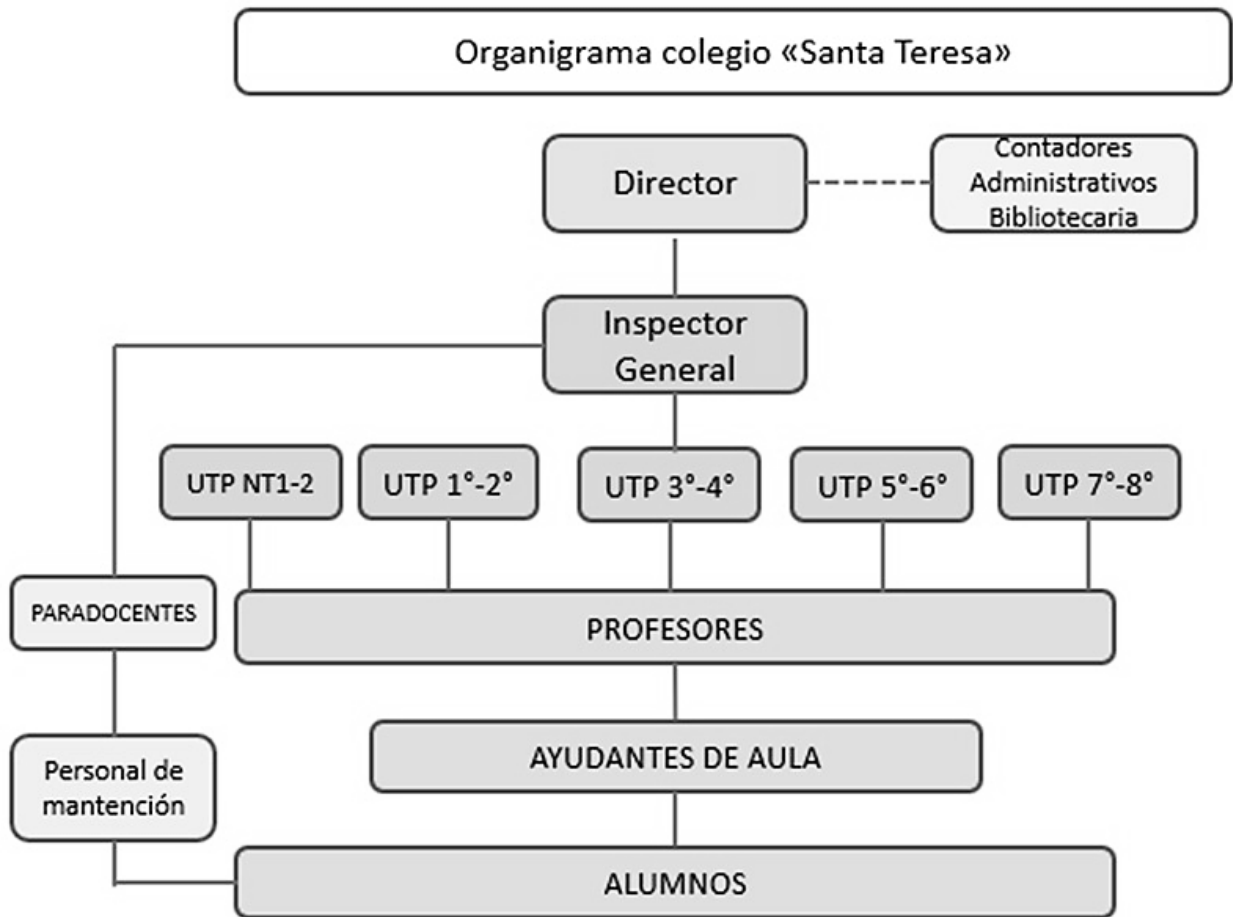 Organigrama colegio «Santa Teresa»
Director
Contadores
Administrativos
Bibliotecaria
Inspector
General
UTP NT1-2
UTP 1°-2°
UTP 3°-4°
UTP 5°-6°
UTP 7°-8°
PARADOCENTES
PROFESORES
Personal de
mantención
AYUDANTES DE AULA
ALUMNOS